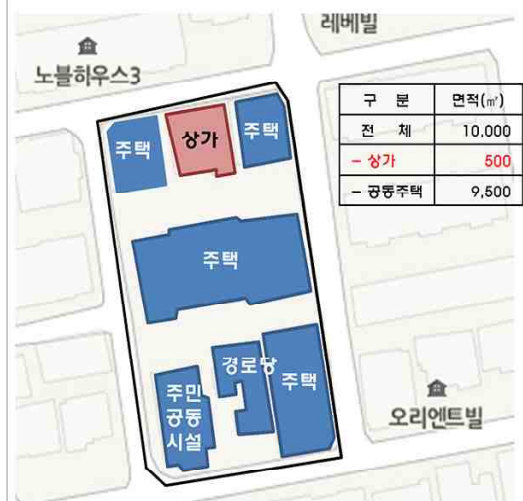 레베빌
노블하우스3
구 분 면적(㎡)
전 체 10.000
- 상가 500
- 공동주택 9,500
주택
상가
주택
주택
경로당
주택
주민
공동
시설
오리엔트빌